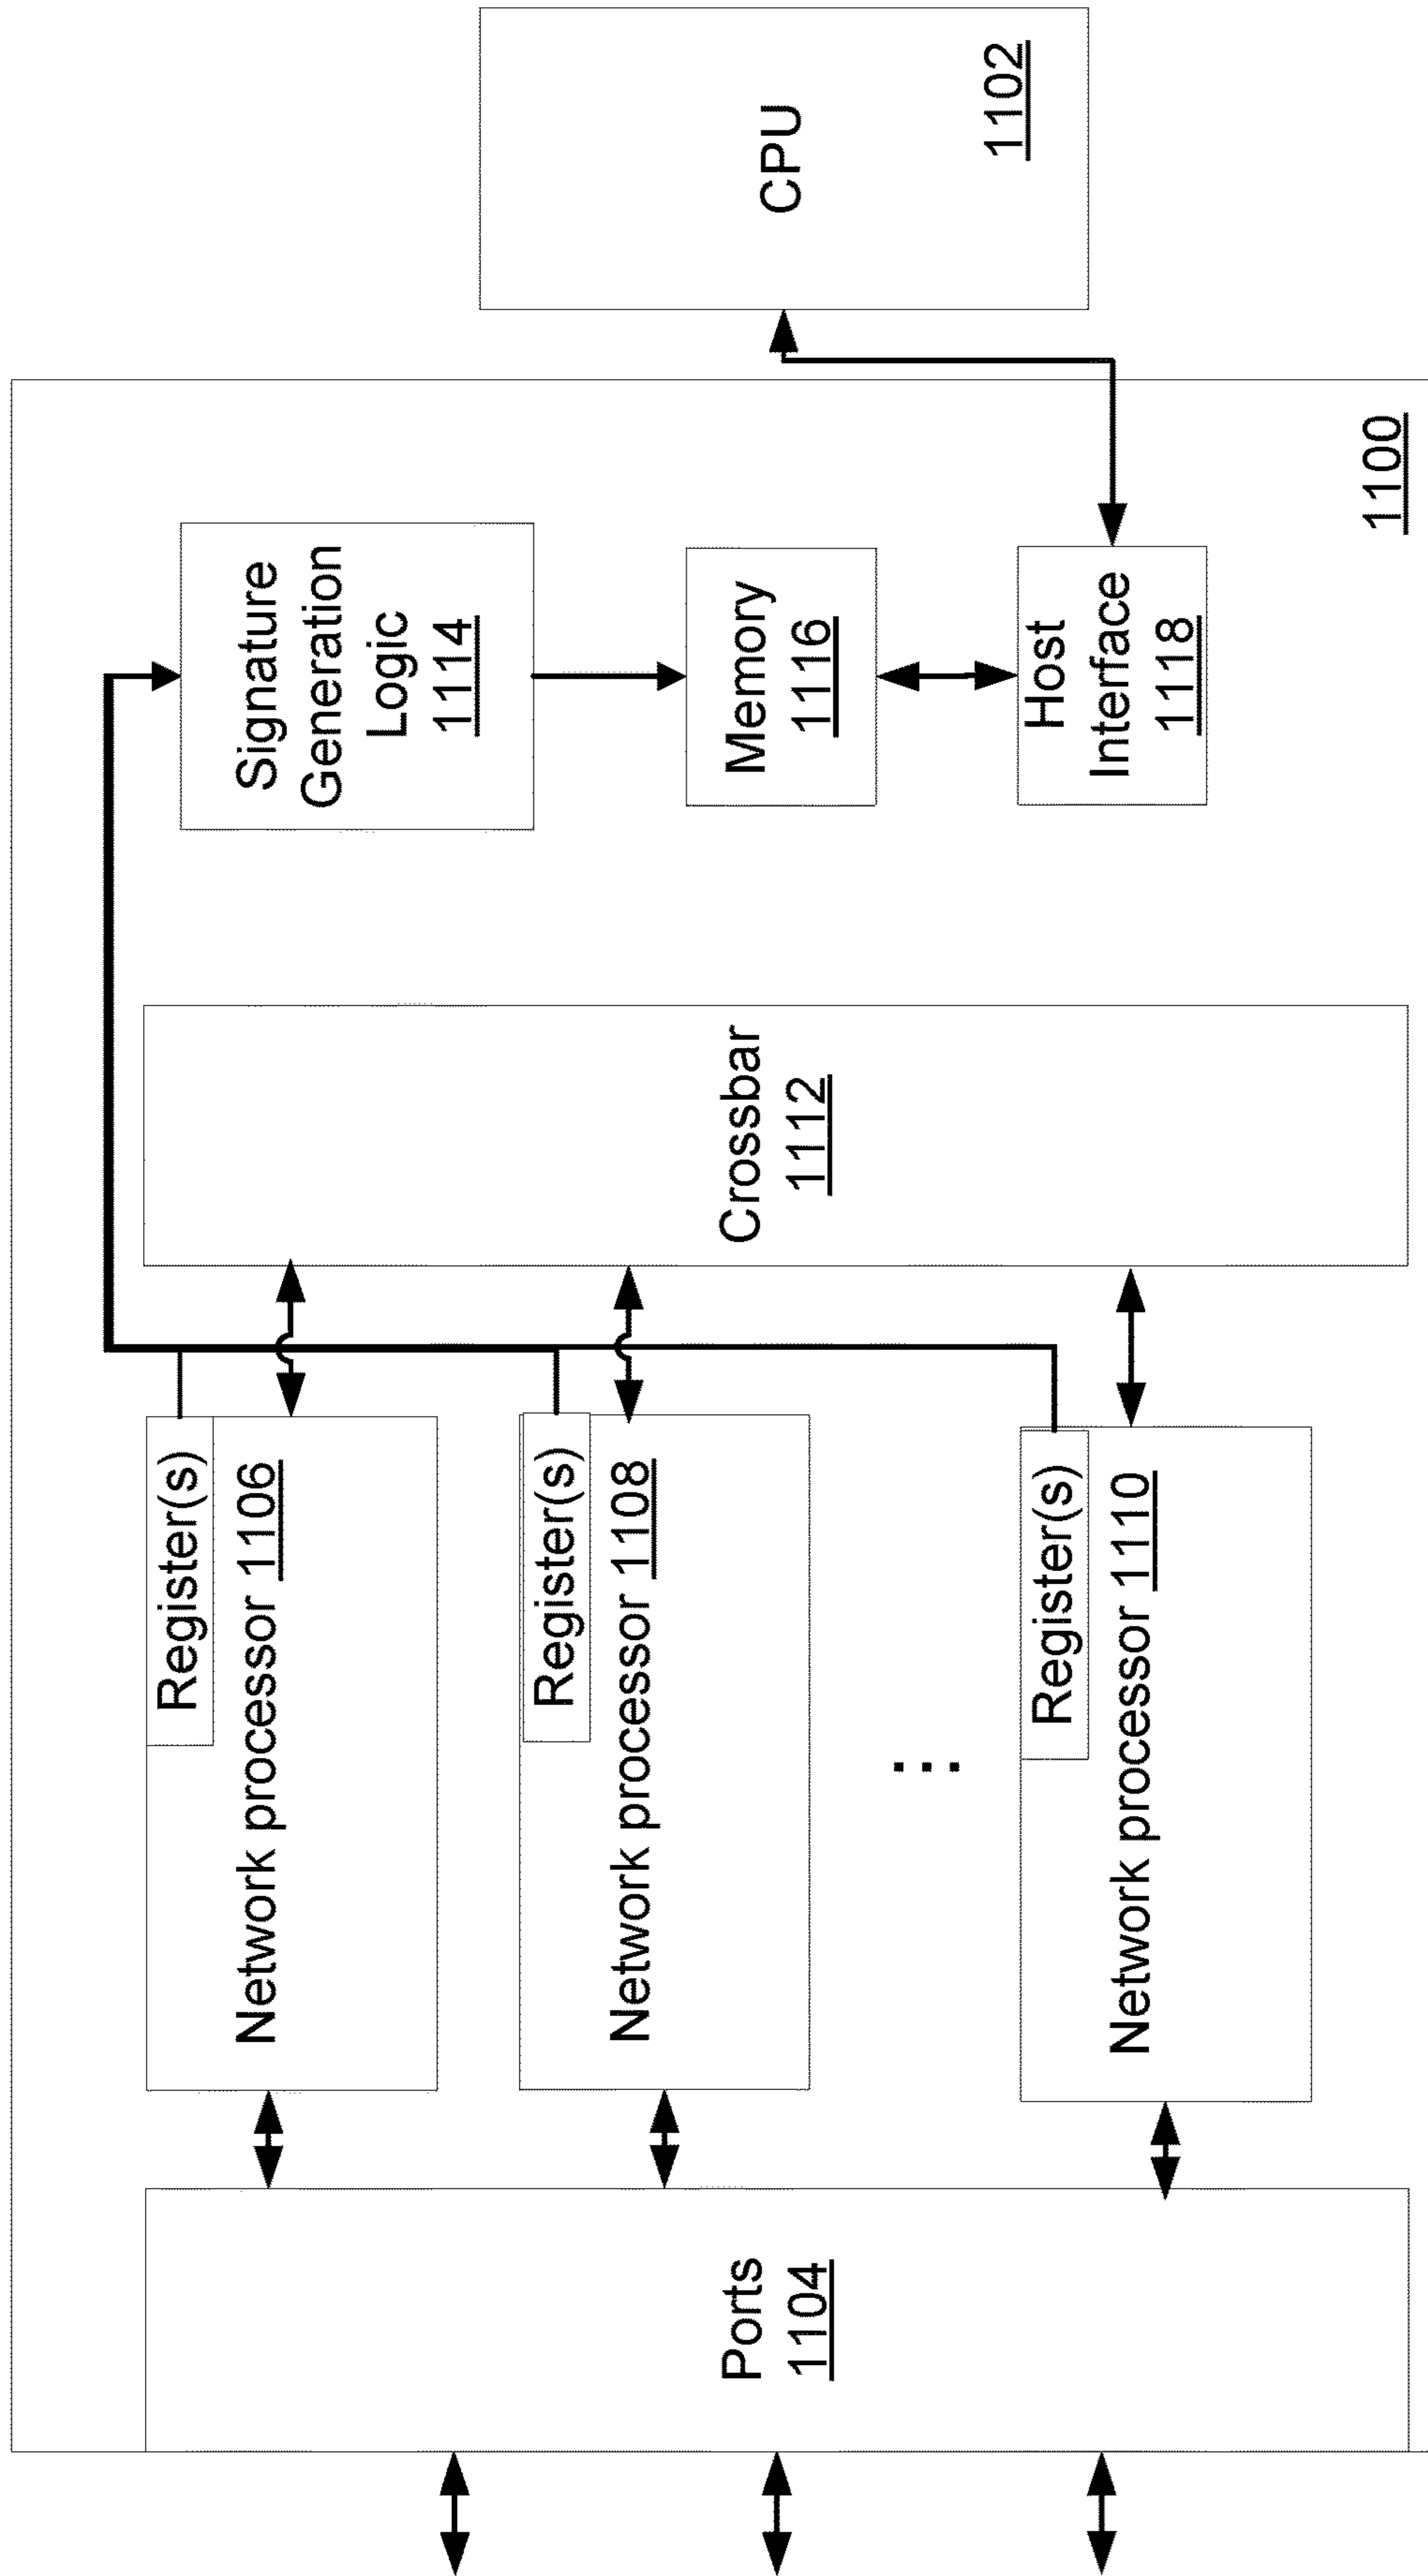 Ports
1104
Register(s)
Network processor 1106
Register(s)
Network processor 1108
...
Register(s)
Network processor 1110
Crossbar
1112
Signature
Generation
Logic
1114
Memory
1116
Host
Interface
1118
1100
CPU
1102